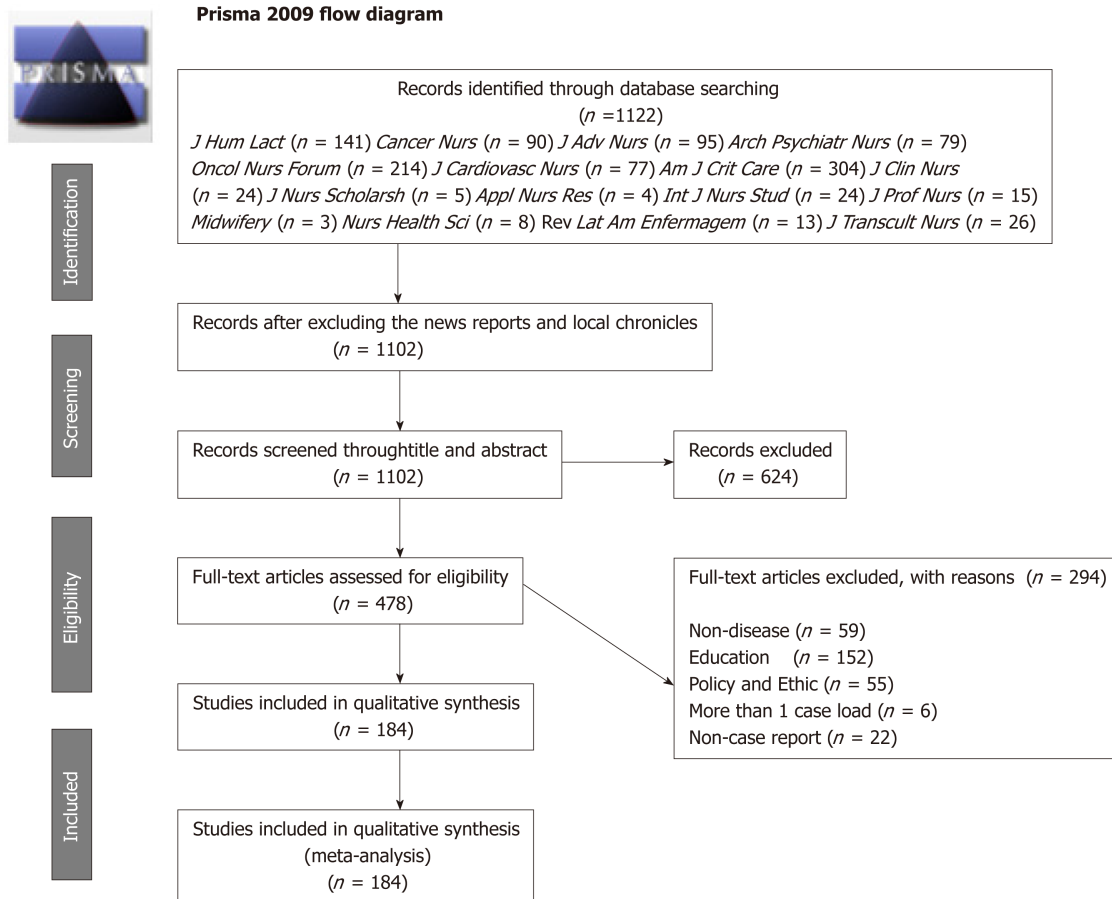 Prisma 2009 flow diagram
PRISMA
Records identified through database searching
(n =1122)
J Hum Lact (n = 141) Cancer Nurs (n = 90) J Adv Nurs (n = 95) Arch Psychiatr Nurs (n = 79)
Oncol Nurs Forum (n = 214) J Cardiovasc Nurs (n = 77) Am J Crit Care (n = 304) J Clin Nurs
(n = 24) J Nurs Scholarsh (n = 5) Appl Nurs Res (n = 4) Int J Nurs Stud (n = 24) J Prof Nurs (n = 15)
Midwifery (n = 3) Nurs Health Sci (n = 8) Rev Lat Am Enfermagem (n = 13) J Transcult Nurs (n = 26)
Identification
Records after excluding the news reports and local chronicles
(n = 1102)
Screening
Records screened throughtitle and abstract
(n = 1102)
Records excluded
(n = 624)
Eligibility
Full-text articles assessed for eligibility
(n = 478)
Full-text articles excluded, with reasons (n = 294)
Non-disease (n = 59)
Education (n = 152)
Policy and Ethic (n = 55)
More than 1 case load (n = 6)
Non-case report (n = 22)
Studies included in qualitative synthesis
(n = 184)
Included
Studies included in qualitative synthesis
(meta-analysis)
(n = 184)